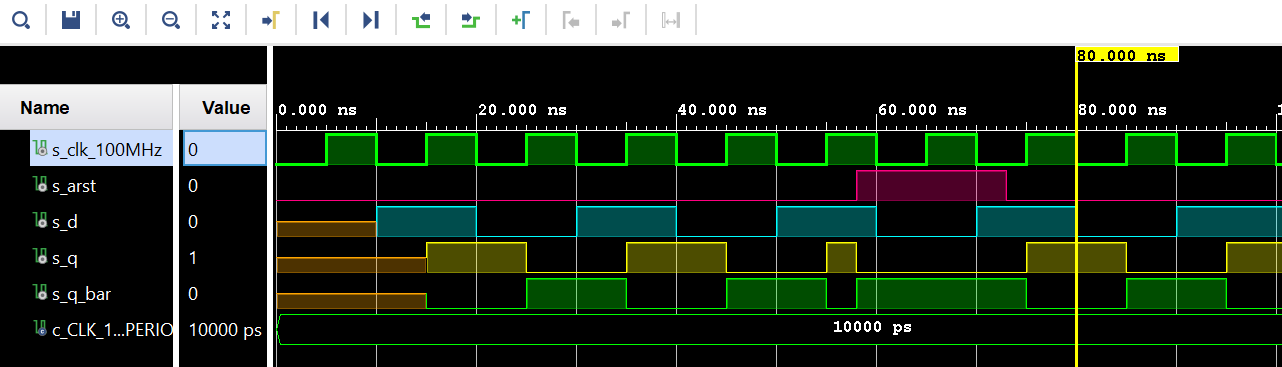 80.000 ns
Name Value
0.000 ns 20.000 ns 40.000 ns 60.000 ns 80.000 ns 1
s_clk_100MHz 0
s_arst 0
s_d 0
s_q 1
s_q_bar 0
c_CLK_1...PERIO 10000 ps 10000 ps